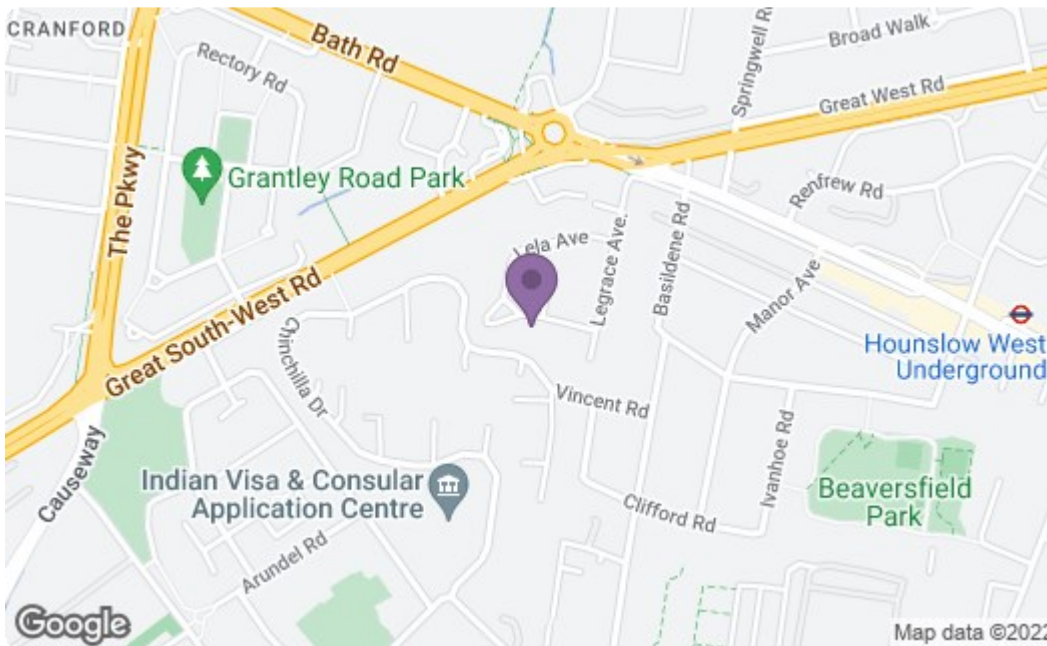 CRANFORD
Bath Rd
Rectory Rd
Broad Walk
Springwell Rd
Great West Rd
The Pkwy
Grantley Road Park
Renfrew Rd
Lela Ave
Legrace Ave.
Basildene Rd
Manor Ave
Great South-West Rd
Chinchilla Dr
Hounslow West
Underground
Vincent Rd
Ivanhoe Rd
Causeway
Indian Visa & Consular
Application Centre
Beaversfield
Park
Clifford Rd
Arundel Rd
Google
Map data ©2022